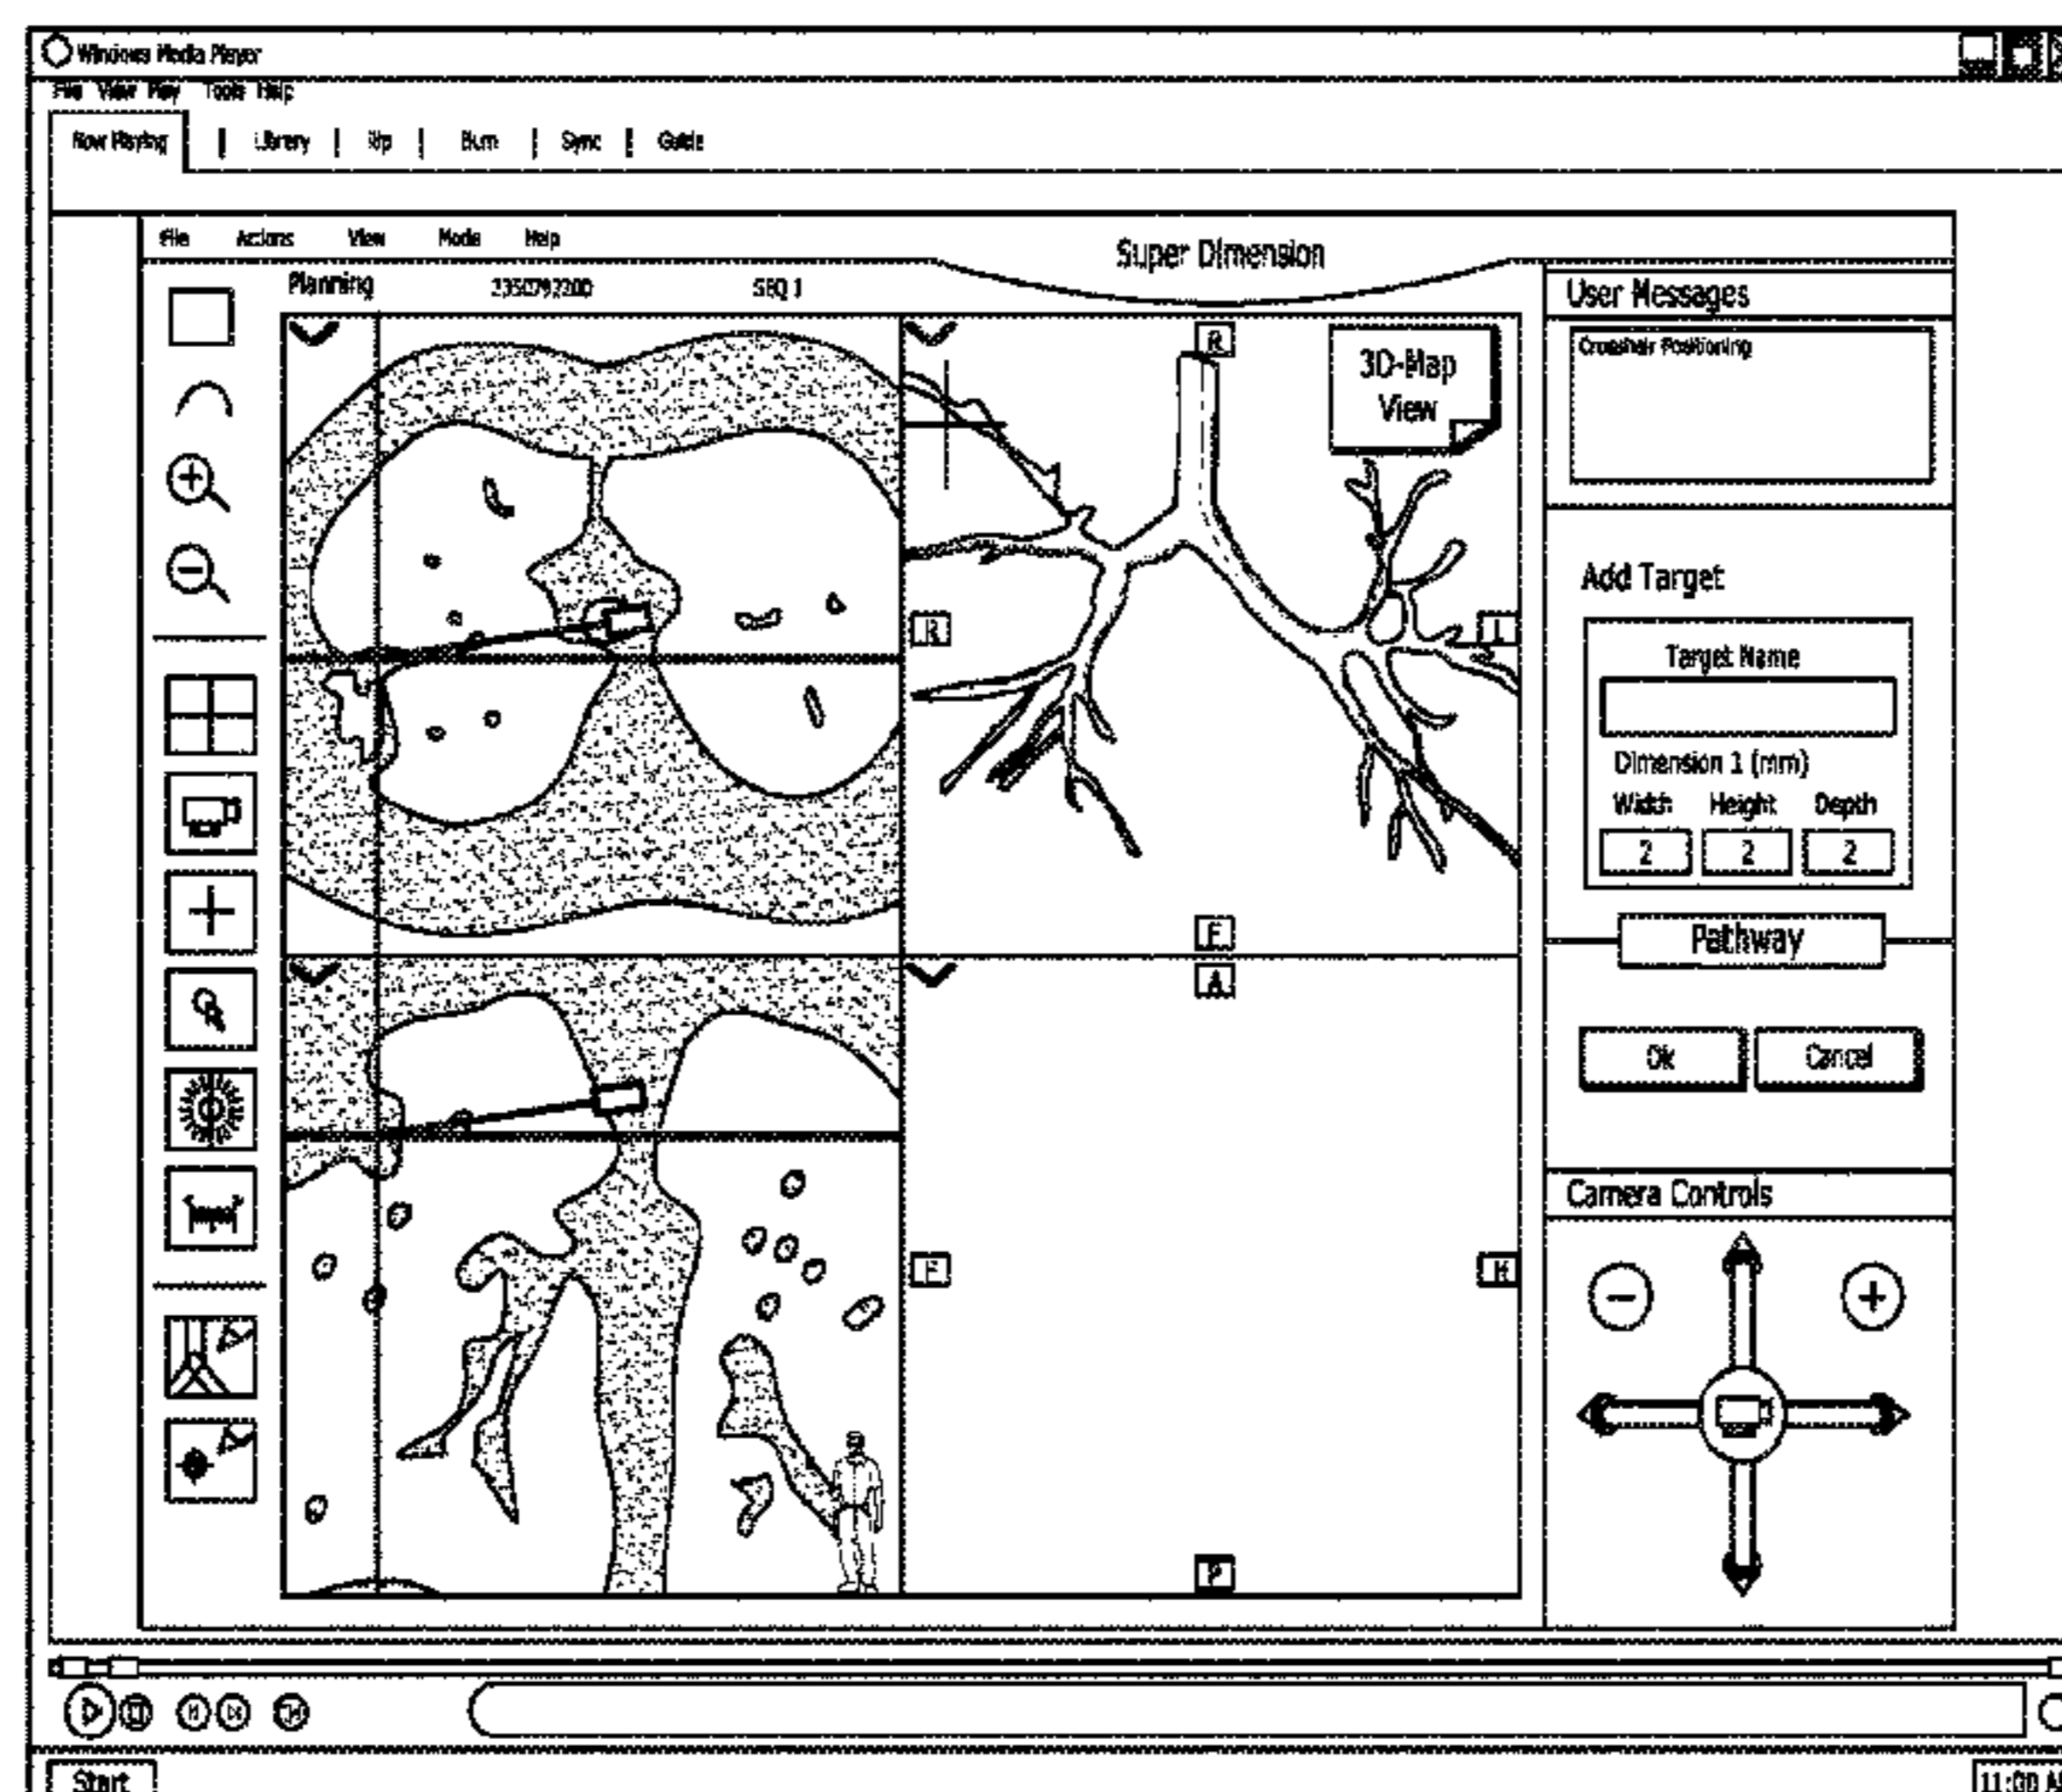 Windows Media Player
File View Play Tools Help
Now Playing | Library | Rip | Burn | Sync | Guide
File Actions View Mode Help
Super Dimension
Planning 2350792200 SEQ 1
User Messages
Crosshair Positioning
R
3D-Map
View
Add Target
R L
Target Name
Dimension 1 (mm)
Width Height Depth
2 2 2
F
Pathway
A
Ok Cancel
Camera Controls
F H
P
Start